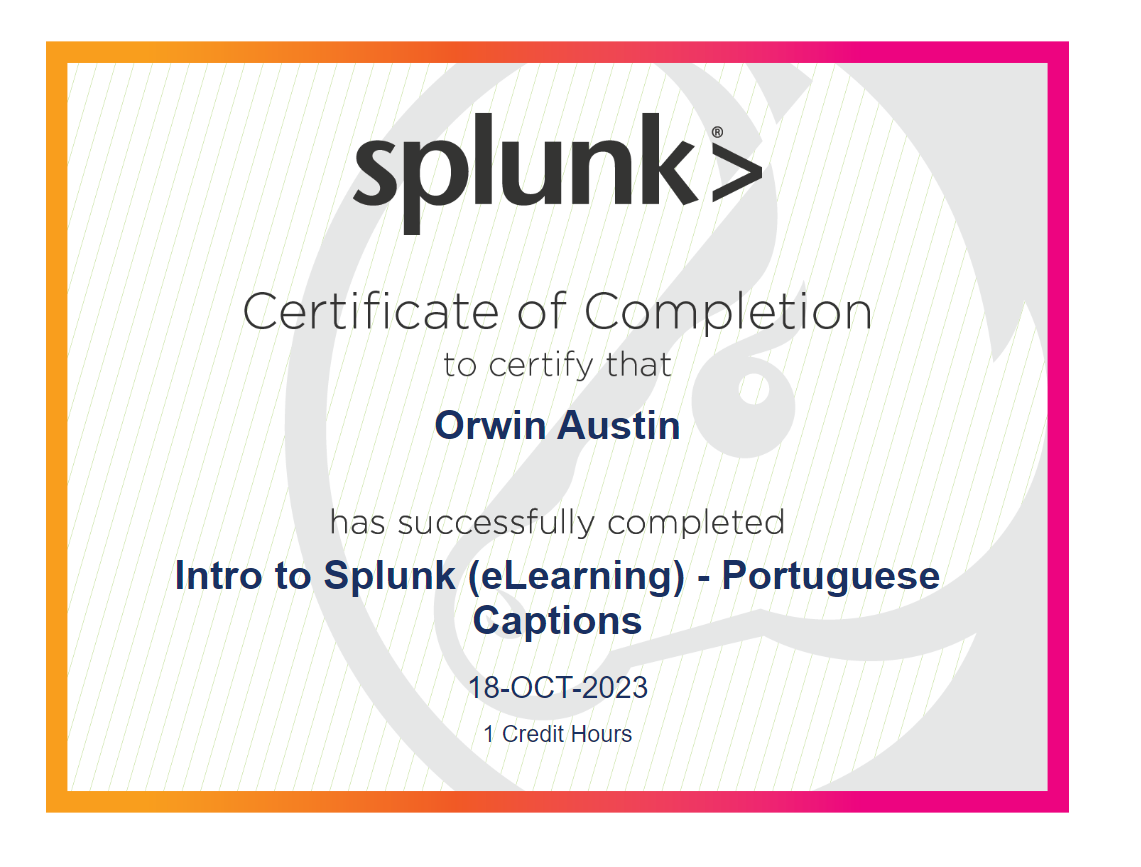 splunk>®
Certificate of Completion
to certify that
Orwin Austin
has successfully completed
Intro to Splunk (eLearning) - Portuguese
Captions
18-OCT-2023
1 Credit Hours